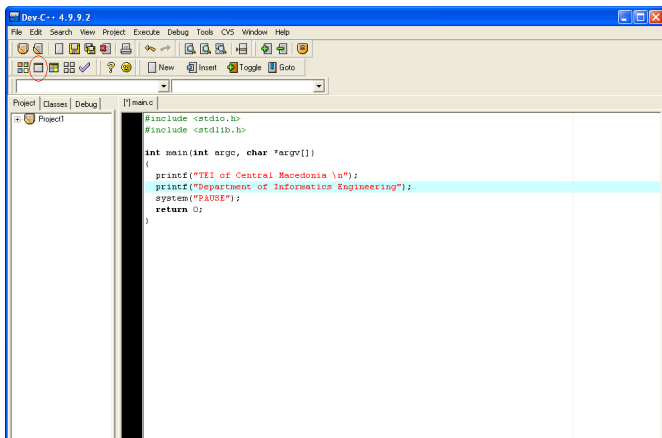 Dev-C++ 4.9.9.2
File Edit Search View Project Execute Debug Tools CVS Window Help
New Insert Toggle Goto
Project Classes Debug [*] main.c
Project1
#include <stdio.h>
#include <stdlib.h>
int main(int argc, char *argv[])
{
printf("TEI of Central Macedonia \n");
printf("Department of Informatics Engineering");
system("PAUSE");
return 0;
}